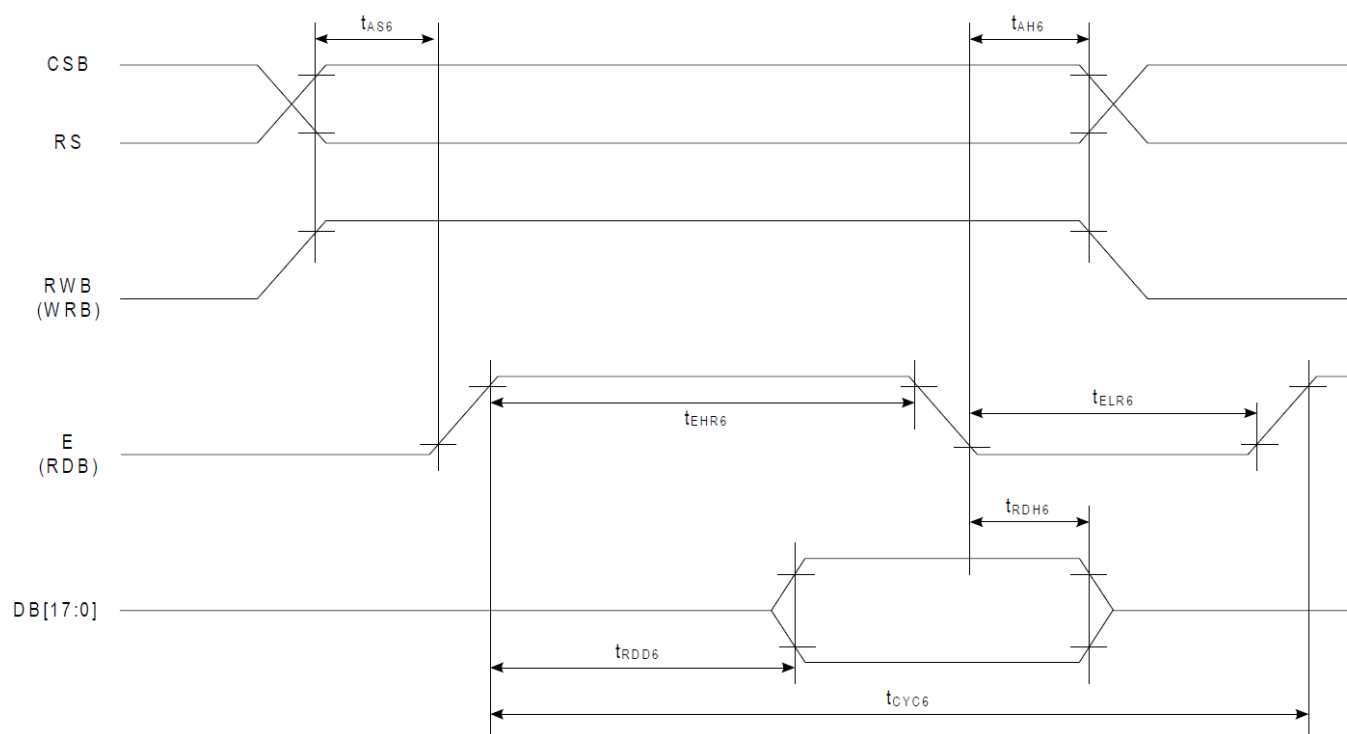 tAS6
tAH6
CSB
RS
RWB
(WRB)
tEHR6
tELR6
E
(RDB)
tRDH6
DB[17:0]
tRDD6
tCYC6